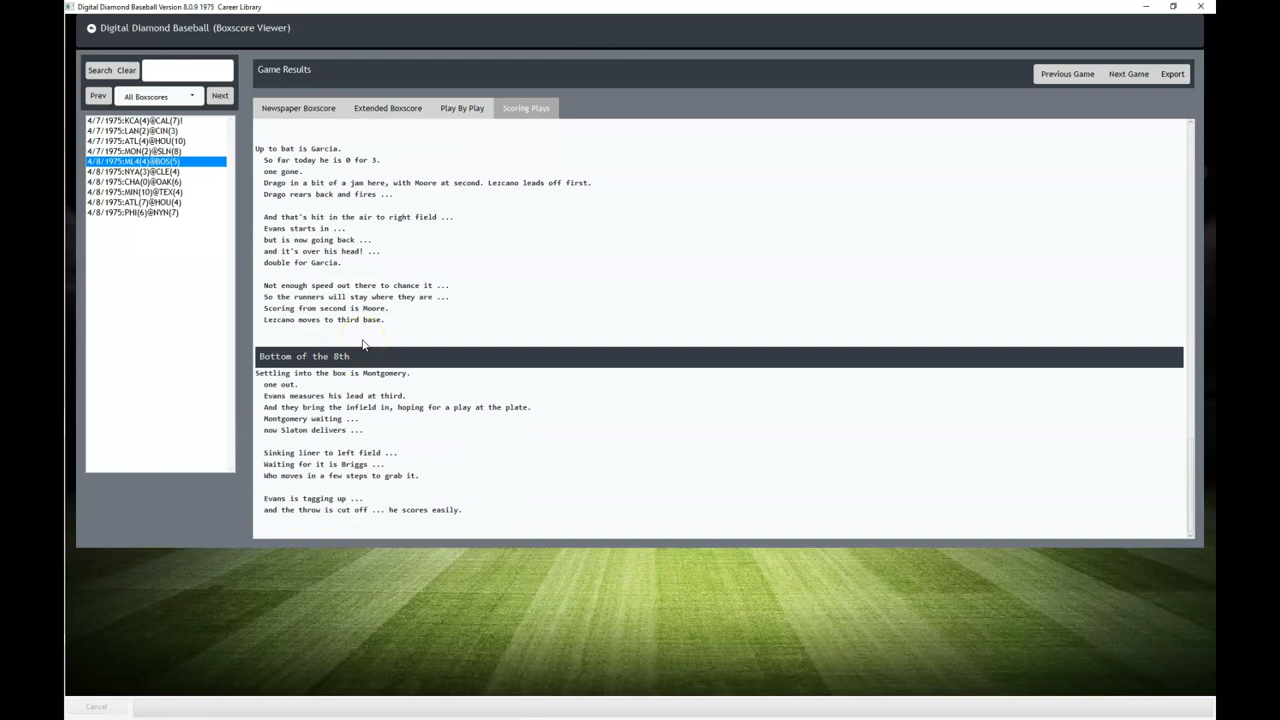 Digital Diamond Baseball Version 8.0.9 1975 Career Library
Digital Diamond Baseball (Boxscore Viewer)
Search Clear
Prev All Boxscores Next
4/7/1975:KCA(4)@CAL(7)!
4/7/1975:LAN(2)@CIN(3)
4/7/1975:ATL(4)@HOU(10)
4/7/1975:MON(2)@SLN(8)
4/8/1975:ML4(4)@BOS(5)
4/8/1975:NYA(3)@CLE(4)
4/8/1975:CHA(0)@OAK(6)
4/8/1975:MIN(10)@TEX(4)
4/8/1975:ATL(7)@HOU(4)
4/8/1975:PHI(6)@NYN(7)
Game Results
Previous Game Next Game Export
Newspaper Boxscore Extended Boxscore Play By Play Scoring Plays
Up to bat is Garcia.
So far today he is 0 for 3.
one gone.
Drago in a bit of a jam here, with Moore at second. Lezcano leads off first.
Drago rears back and fires ...
And that's hit in the air to right field ...
Evans starts in ...
but is now going back ...
and it's over his head! ...
double for Garcia.
Not enough speed out there to chance it ...
So the runners will stay where they are ...
Scoring from second is Moore.
Lezcano moves to third base.
Bottom of the 8th
Settling into the box is Montgomery.
one out.
Evans measures his lead at third.
And they bring the infield in, hoping for a play at the plate.
Montgomery waiting ...
now Slaton delivers ...
Sinking liner to left field ...
Waiting for it is Briggs ...
Who moves in a few steps to grab it.
Evans is tagging up ...
and the throw is cut off ... he scores easily.
Cancel